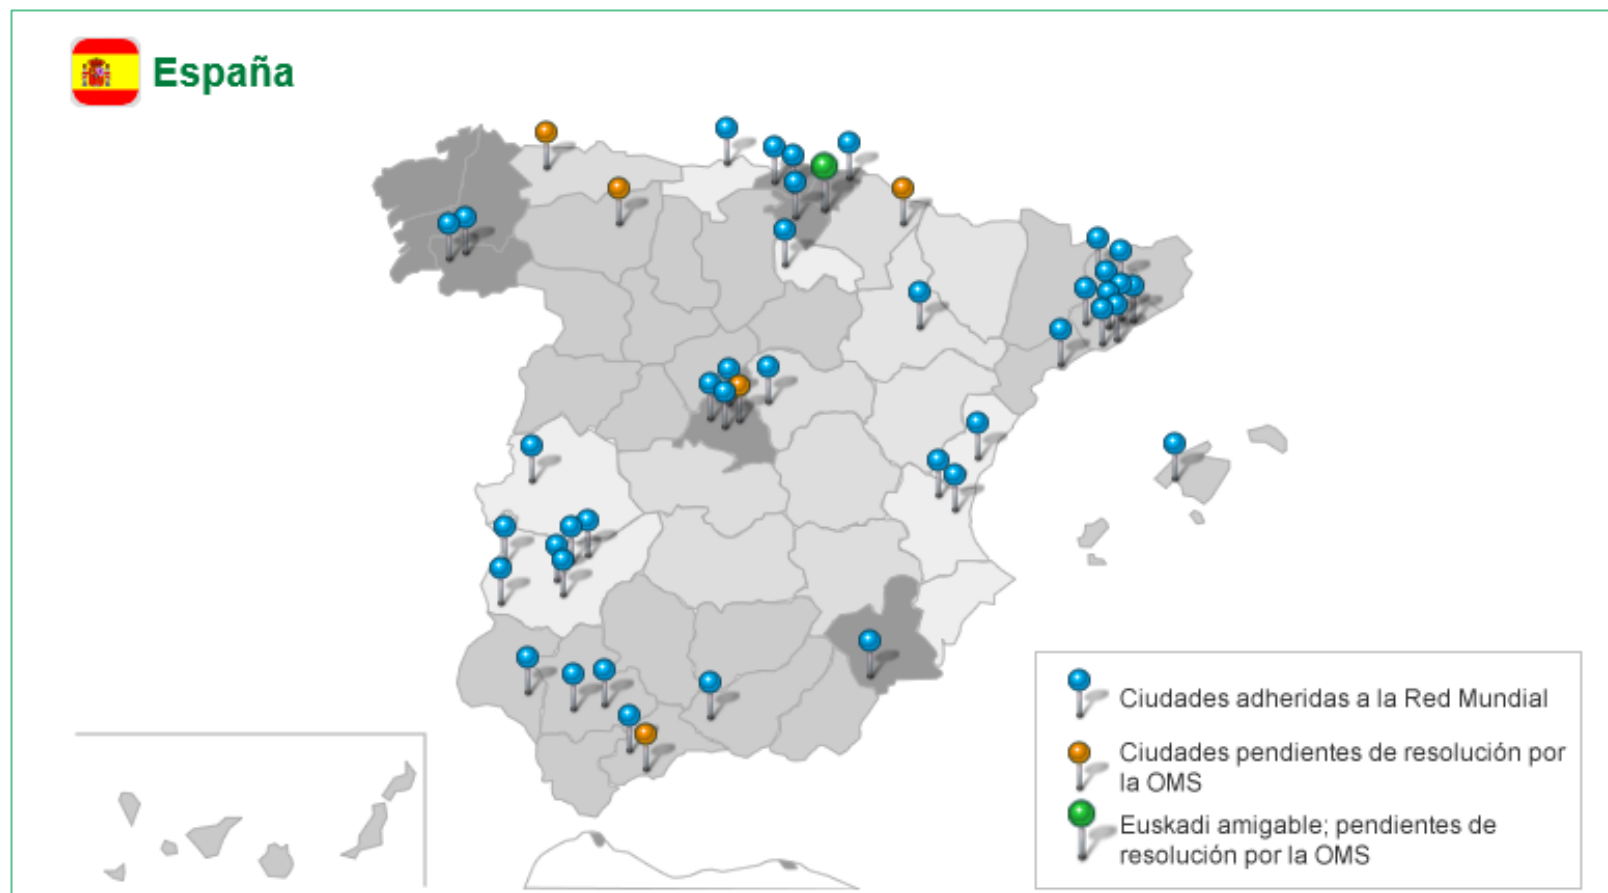 España
Ciudades adheridas a la Red Mundial
Ciudades pendientes de resolución por
la OMS
Euskadi amigable; pendientes de
resolución por la OMS